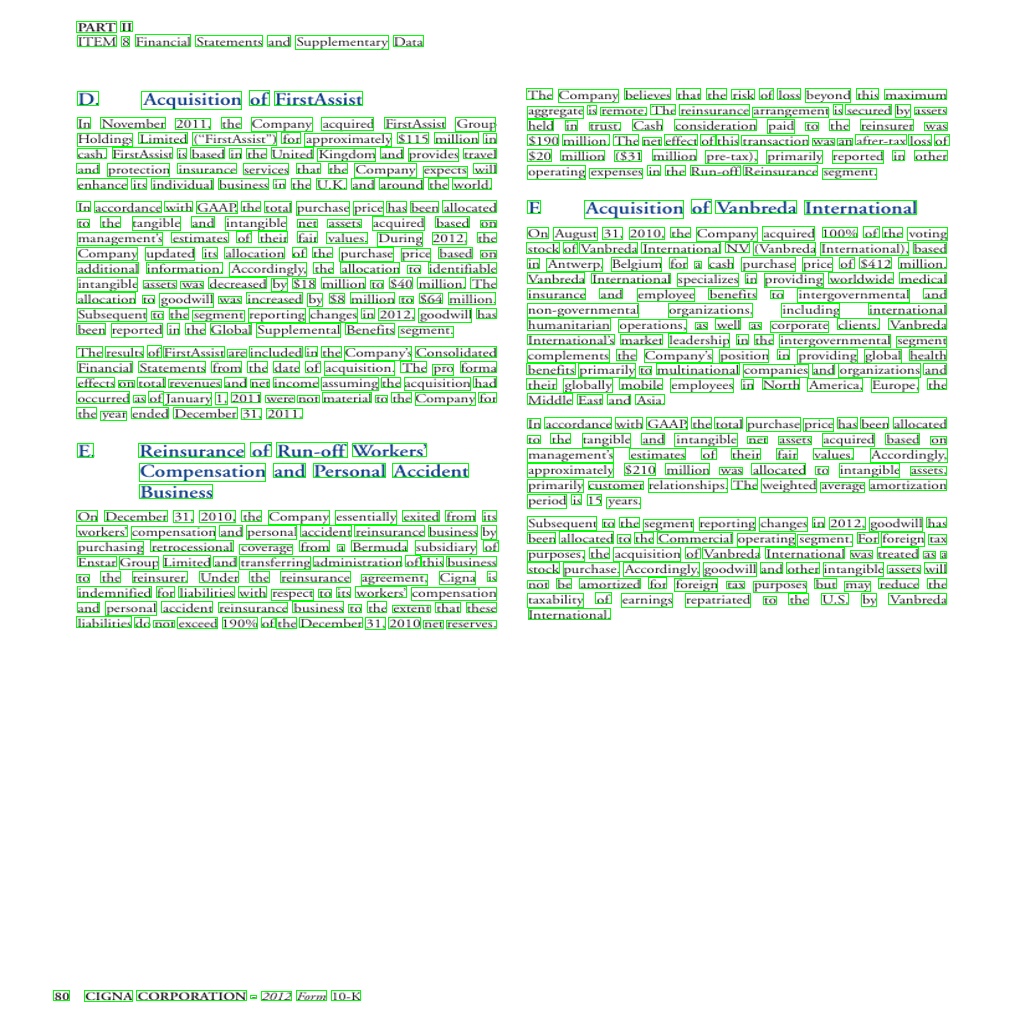 PART II
ITEM 8 Financial Statements and Supplementary Data
D. Acquisition of FirstAssist
In November 2011, the Company acquired FirstAssist Group
Holdings Limited (“FirstAssist”) for approximately $115 million in
cash. FirstAssist is based in the United Kingdom and provides travel
and protection insurance services that the Company expects will
enhance its individual business in the U.K. and around the world.
In accordance with GAAP, the total purchase price has been allocated
to the tangible and intangible net assets acquired based on
management’s estimates of their fair values. During 2012, the
Company updated its allocation of the purchase price based on
additional information. Accordingly, the allocation to identifiable
intangible assets was decreased by $18 million to $40 million. The
allocation to goodwill was increased by $8 million to $64 million.
Subsequent to the segment reporting changes in 2012, goodwill has
been reported in the Global Supplemental Benefits segment.
The results of FirstAssist are included in the Company’s Consolidated
Financial Statements from the date of acquisition. The pro forma
effects on total revenues and net income assuming the acquisition had
occurred as of January 1, 2011 were not material to the Company for
the year ended December 31, 2011.
E. Reinsurance of Run-off Workers’
Compensation and Personal Accident
Business
On December 31, 2010, the Company essentially exited from its
workers’ compensation and personal accident reinsurance business by
purchasing retrocessional coverage from a Bermuda subsidiary of
Enstar Group Limited and transferring administration of this business
to the reinsurer. Under the reinsurance agreement, Cigna is
indemnified for liabilities with respect to its workers’ compensation
and personal accident reinsurance business to the extent that these
liabilities do not exceed 190% of the December 31, 2010 net reserves.
The Company believes that the risk of loss beyond this maximum
aggregate is remote. The reinsurance arrangement is secured by assets
held in trust. Cash consideration paid to the reinsurer was
$190 million. The net effect of this transaction was an after-tax loss of
$20 million ($31 million pre-tax), primarily reported in other
operating expenses in the Run-off Reinsurance segment.
F. Acquisition of Vanbreda International
On August 31, 2010, the Company acquired 100% of the voting
stock of Vanbreda International NV (Vanbreda International), based
in Antwerp, Belgium for a cash purchase price of $412 million.
Vanbreda International specializes in providing worldwide medical
insurance and employee benefits to intergovernmental and
non-governmental organizations, including international
humanitarian operations, as well as corporate clients. Vanbreda
International’s market leadership in the intergovernmental segment
complements the Company’s position in providing global health
benefits primarily to multinational companies and organizations and
their globally mobile employees in North America, Europe, the
Middle East and Asia.
In accordance with GAAP, the total purchase price has been allocated
to the tangible and intangible net assets acquired based on
management’s estimates of their fair values. Accordingly,
approximately $210 million was allocated to intangible assets,
primarily customer relationships. The weighted average amortization
period is 15 years.
Subsequent to the segment reporting changes in 2012, goodwill has
been allocated to the Commercial operating segment. For foreign tax
purposes, the acquisition of Vanbreda International was treated as a
stock purchase. Accordingly, goodwill and other intangible assets will
not be amortized for foreign tax purposes but may reduce the
taxability of earnings repatriated to the U.S. by Vanbreda
International.
80 CIGNA CORPORATION – 2012 Form 10-K